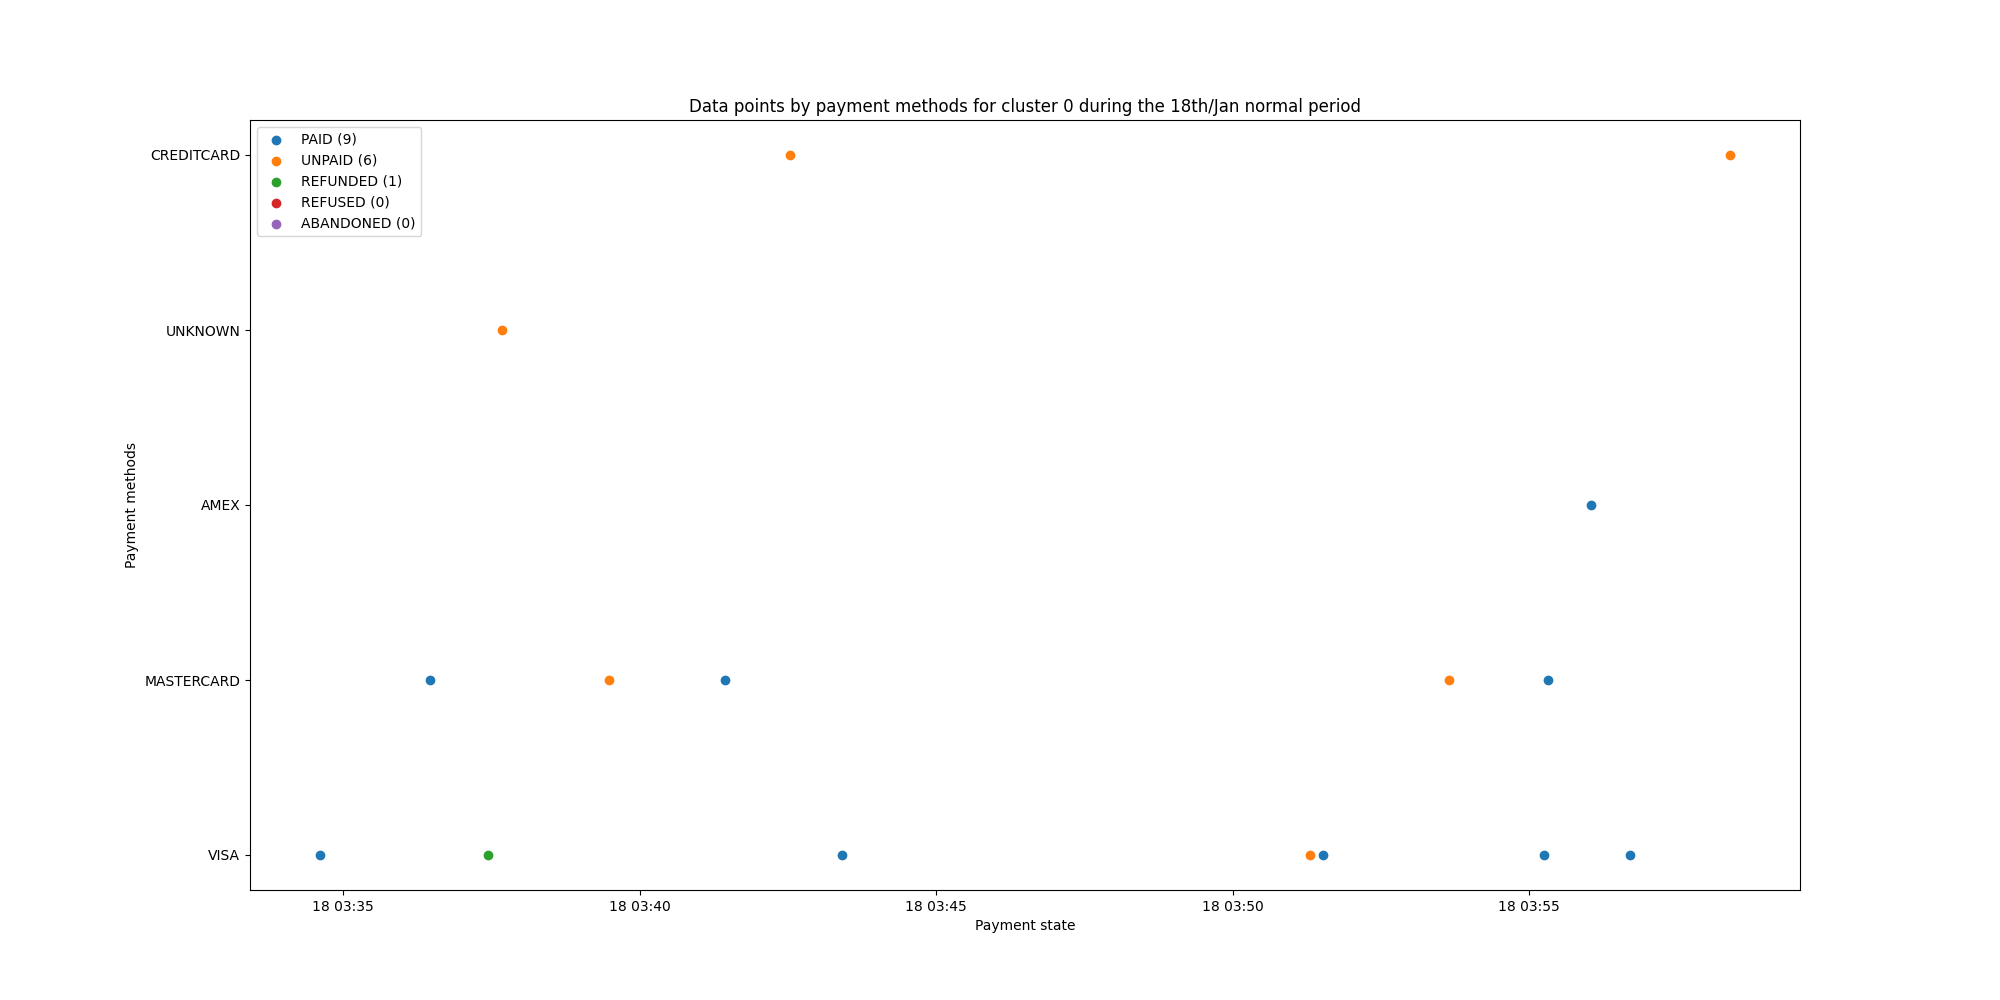 Data points by payment methods for cluster 0 during the 18th/Jan normal period
PAID (9)
UNPAID (6)
REFUNDED (1)
REFUSED (0)
ABANDONED (0)
CREDITCARD
UNKNOWN
AMEX
MASTERCARD
VISA
Payment methods
18 03:35 18 03:40 18 03:45 18 03:50 18 03:55
Payment state